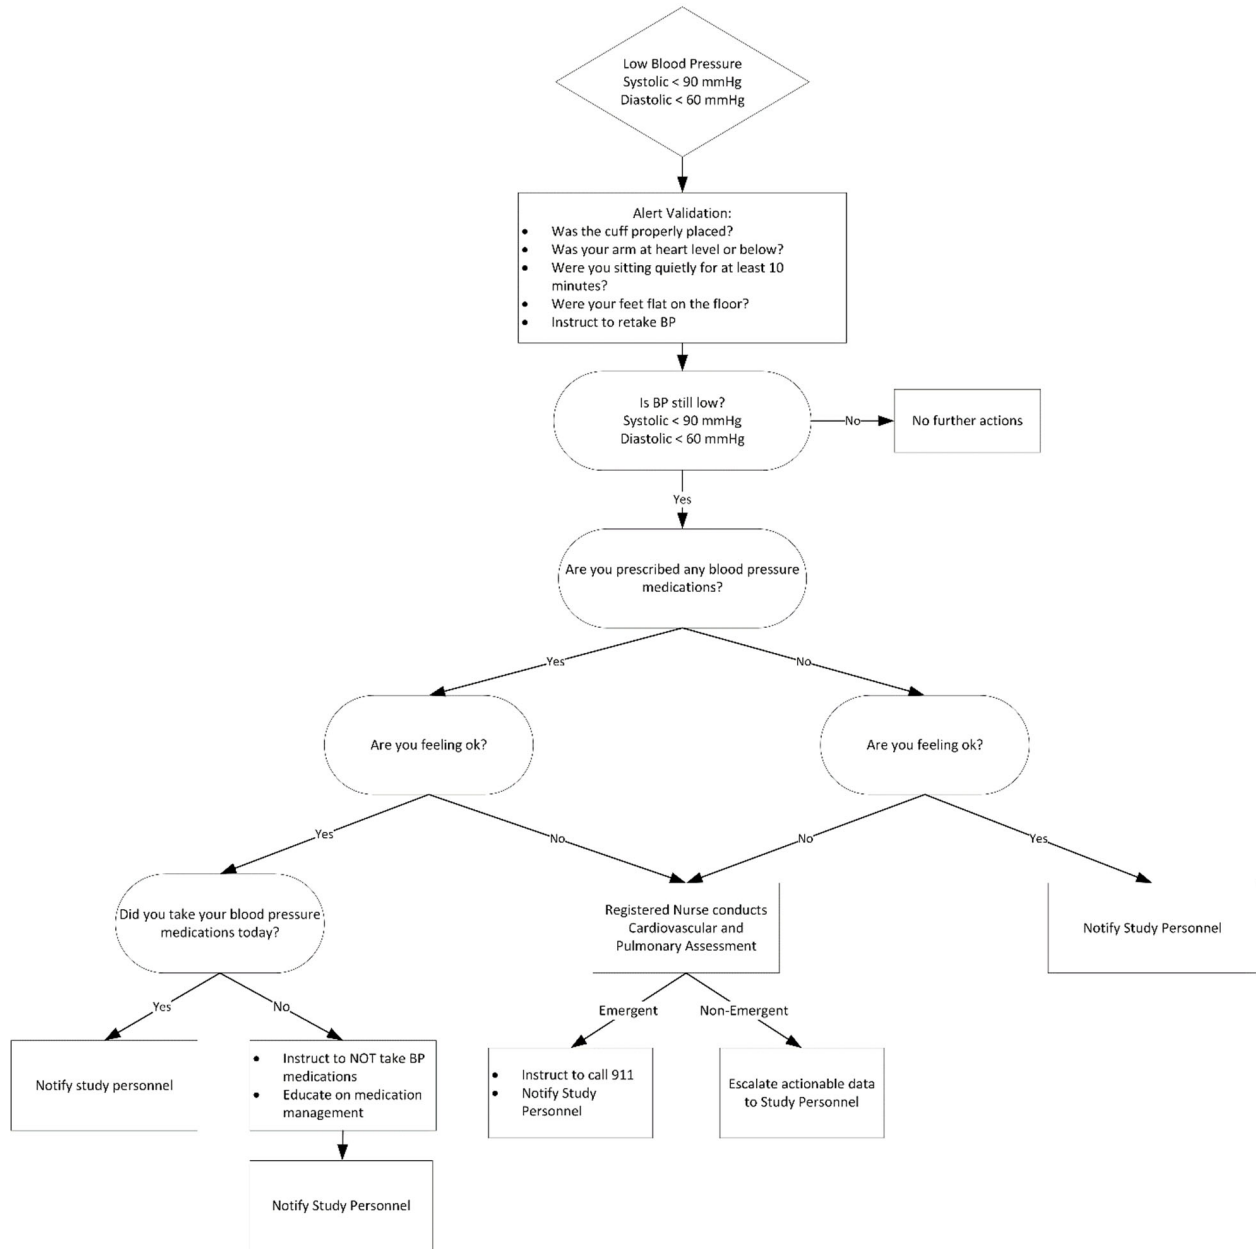 Low Blood Pressure
Systolic < 90 mmHg
Diastolic < 60 mmHg
Alert Validation:
• Was the cuff properly placed?
• Was your arm at heart level or below?
• Were you sitting quietly for at least 10
minutes?
• Were your feet flat on the floor?
• Instruct to retake BP
Is BP still low?
Systolic < 90 mmHg
Diastolic < 60 mmHg
No
No further actions
Yes
Are you prescribed any blood pressure
medications?
Yes
No
Are you feeling ok?
Are you feeling ok?
Yes
No
No
Yes
Did you take your blood pressure
medications today?
Registered Nurse conducts
Cardiovascular and
Pulmonary Assessment
Notify Study Personnel
Yes
No
Emergent
Non-Emergent
Notify study personnel
• Instruct to NOT take BP
medications
• Educate on medication
management
• Instruct to call 911
• Notify Study
Personnel
Escalate actionable data
to Study Personnel
Notify Study Personnel